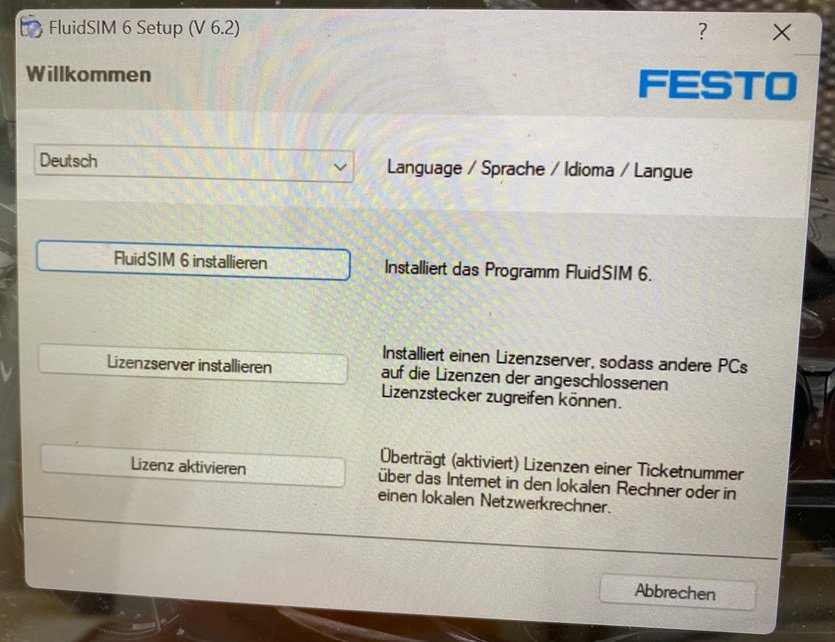 FluidSIM 6 Setup (V 6.2)
?
Willkommen
FESTO
Deutsch
Language / Sprache / Idioma / Langue
FluidSIM 6 installieren
Installiert das Programm FluidSIM 6.
Lizenzserver installieren
Installiert einen Lizenzserver, sodass andere PCs
auf die Lizenzen der angeschlossenen
Lizenzstecker zugreifen können.
Lizenz aktivieren
Überträgt (aktiviert) Lizenzen einer Ticketnummer
über das Internet in den lokalen Rechner oder in
einen lokalen Netzwerkrechner.
Abbrechen